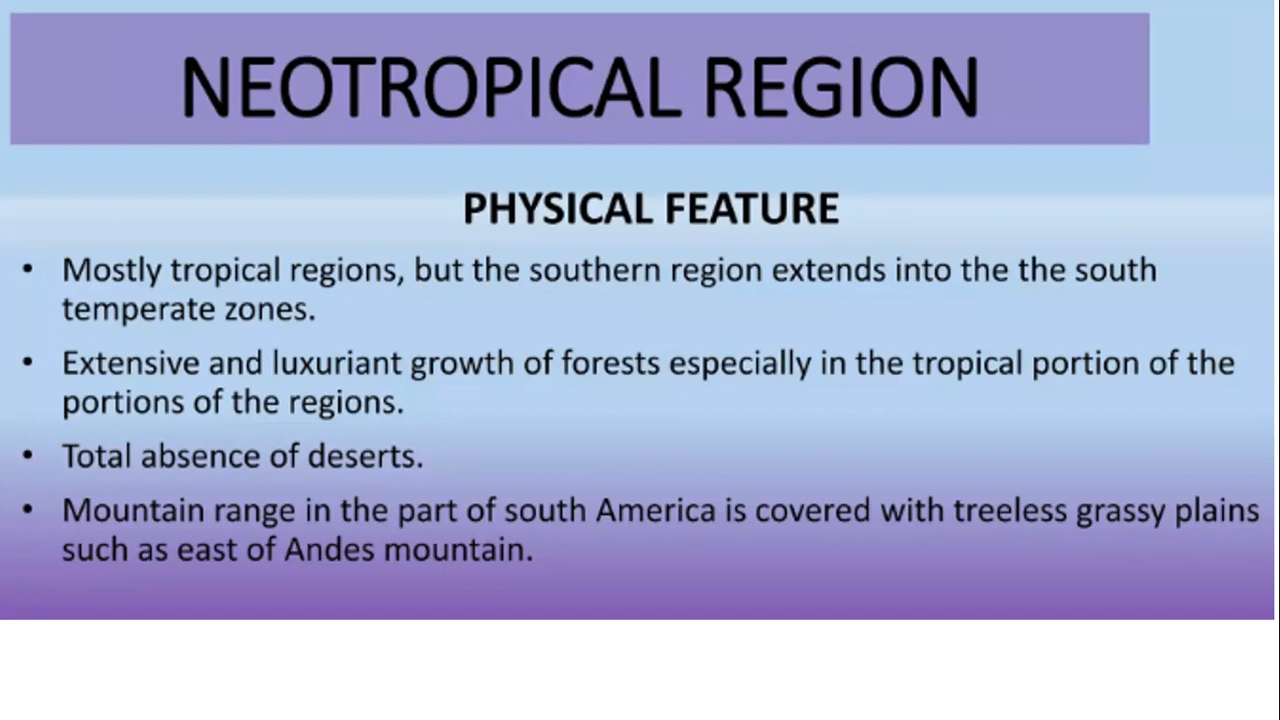 NEOTROPICAL REGION
PHYSICAL FEATURE
• Mostly tropical regions, but the southern region extends into the the south
temperate zones.
• Extensive and luxuriant growth of forests especially in the tropical portion of the
portions of the regions.
• Total absence of deserts.
• Mountain range in the part of south America is covered with treeless grassy plains
such as east of Andes mountain.